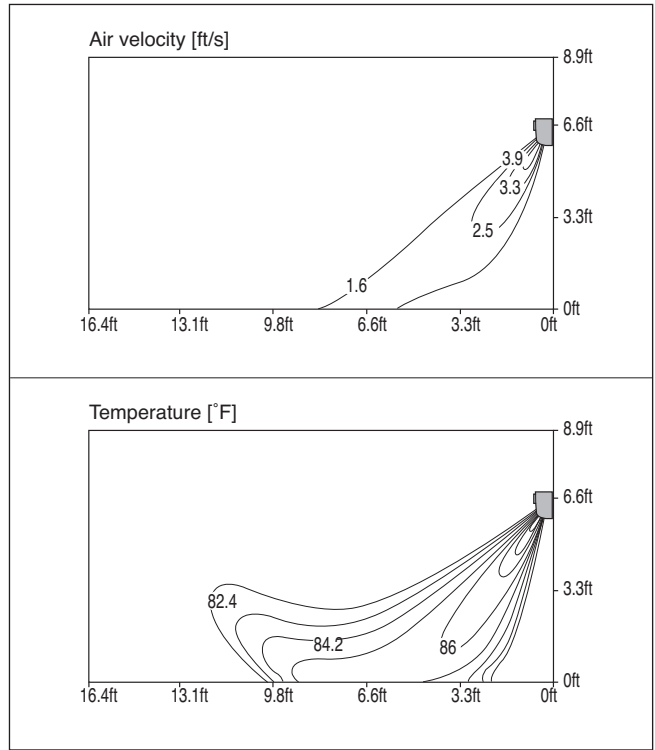 Air velocity [ft/s]
8.9ft
6.6ft
3.9
3.3
3.3ft
2.5
1.6
0ft
16.4ft 13.1ft 9.8ft 6.6ft 3.3ft 0ft
Temperature [˚F]
8.9ft
6.6ft
3.3ft
82.4
84.2
86
0ft
16.4ft 13.1ft 9.8ft 6.6ft 3.3ft 0ft